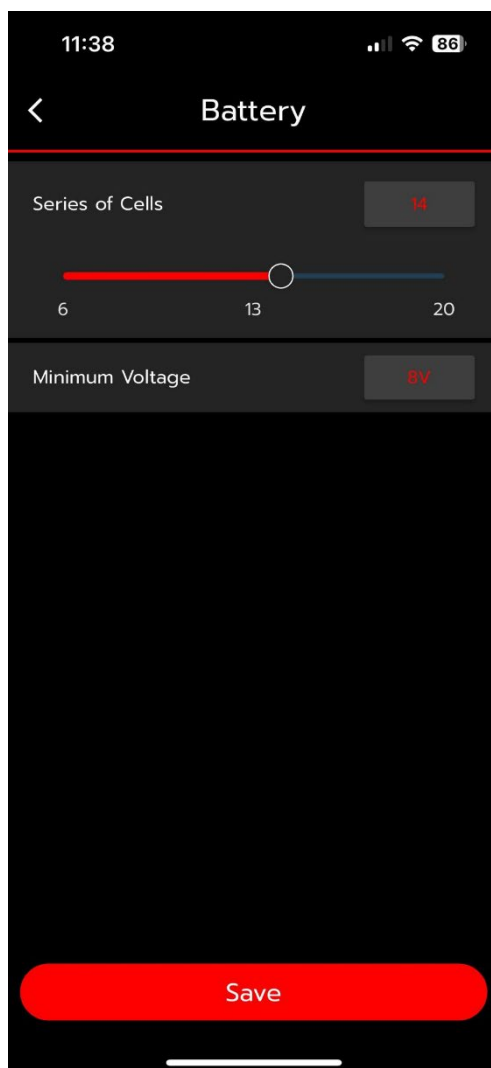 11:38 86
Battery
Series of Cells 14
6 13 20
Minimum Voltage 8V
Save